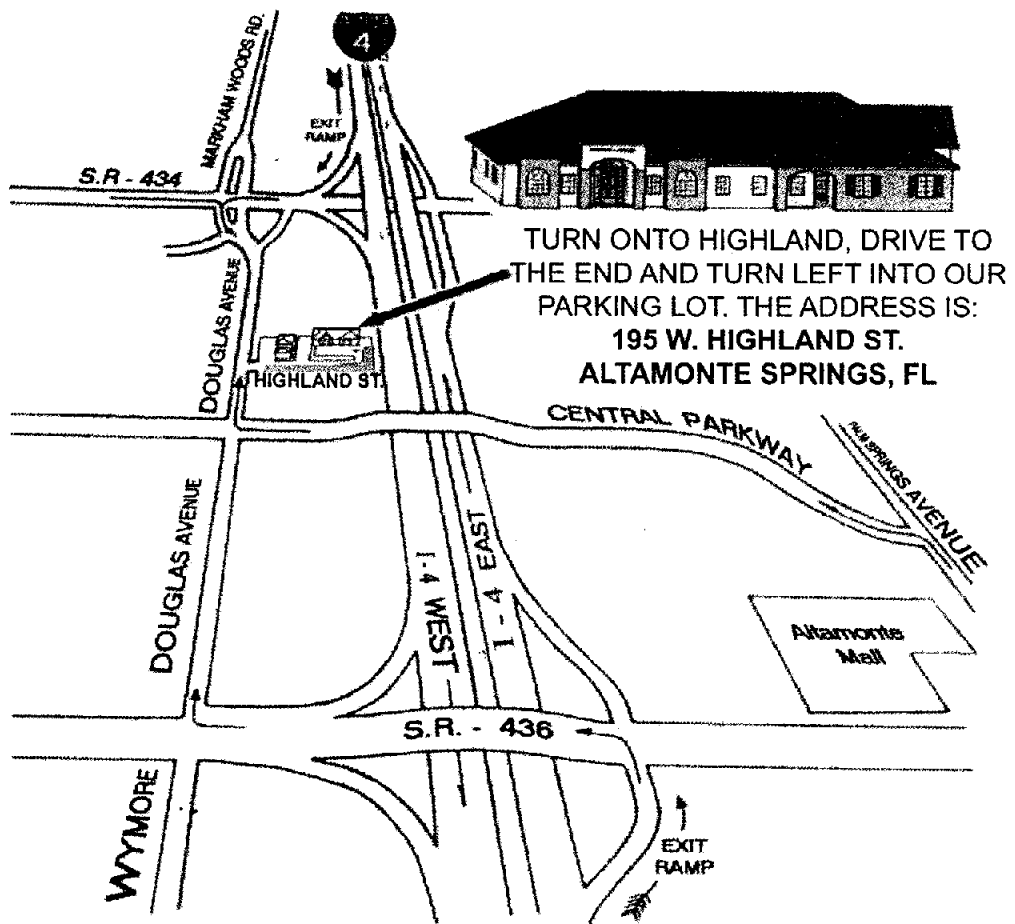 4
MARKHAM WOODS RD.
EXIT
RAMP
S.R - 434
TURN ONTO HIGHLAND, DRIVE TO
THE END AND TURN LEFT INTO OUR
PARKING LOT. THE ADDRESS IS:
195 W. HIGHLAND ST.
ALTAMONTE SPRINGS, FL
DOUGLAS AVENUE
HIGHLAND ST.
CENTRAL PARKWAY
PALM SPRINGS AVENUE
DOUGLAS AVENUE
I-4 WEST
I - 4 EAST
Altamonte
Mall
S.R. - 436
WYMORE
EXIT
RAMP